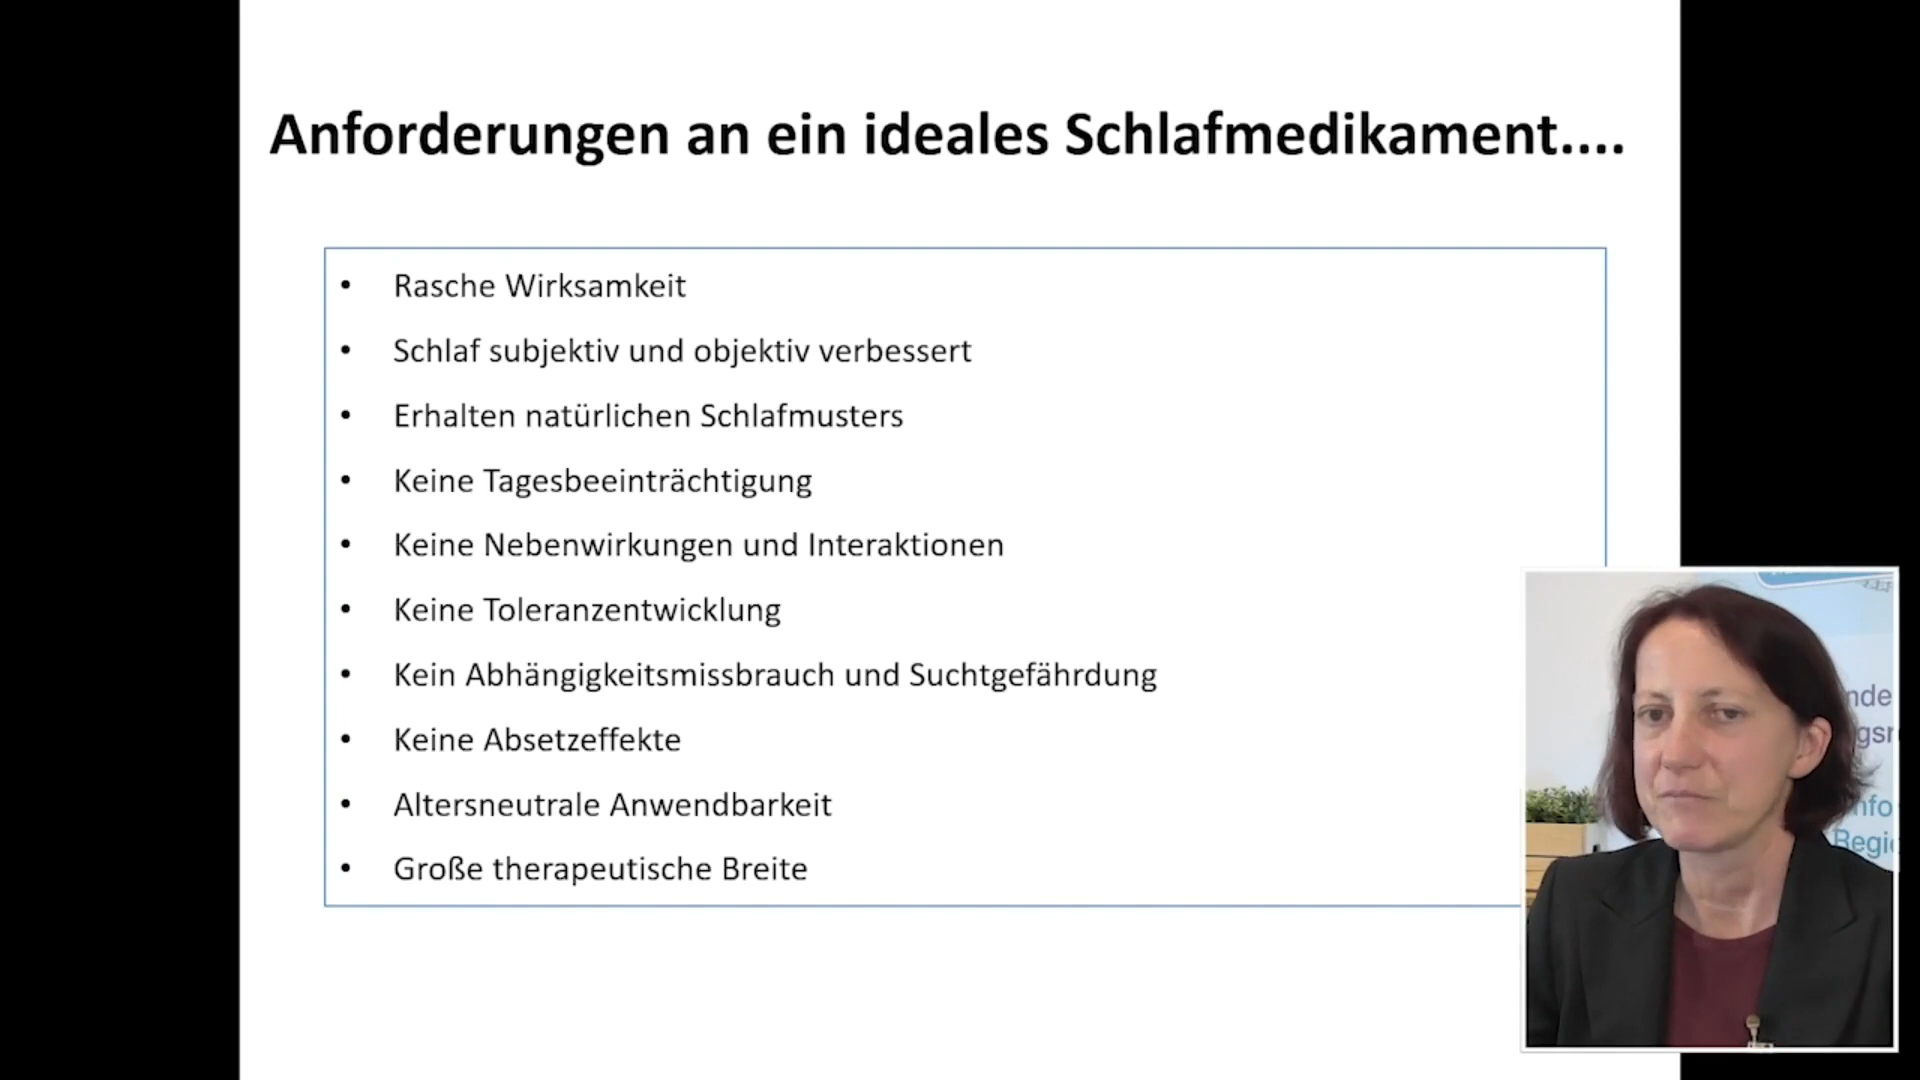 Anforderungen an ein ideales Schlafmedikament....
• Rasche Wirksamkeit
• Schlaf subjektiv und objektiv verbessert
• Erhalten natürlichen Schlafmusters
• Keine Tagesbeeinträchtigung
• Keine Nebenwirkungen und Interaktionen
• Keine Toleranzentwicklung
• Kein Abhängigkeitsmissbrauch und Suchtgefährdung
• Keine Absetzeffekte
• Altersneutrale Anwendbarkeit
• Große therapeutische Breite